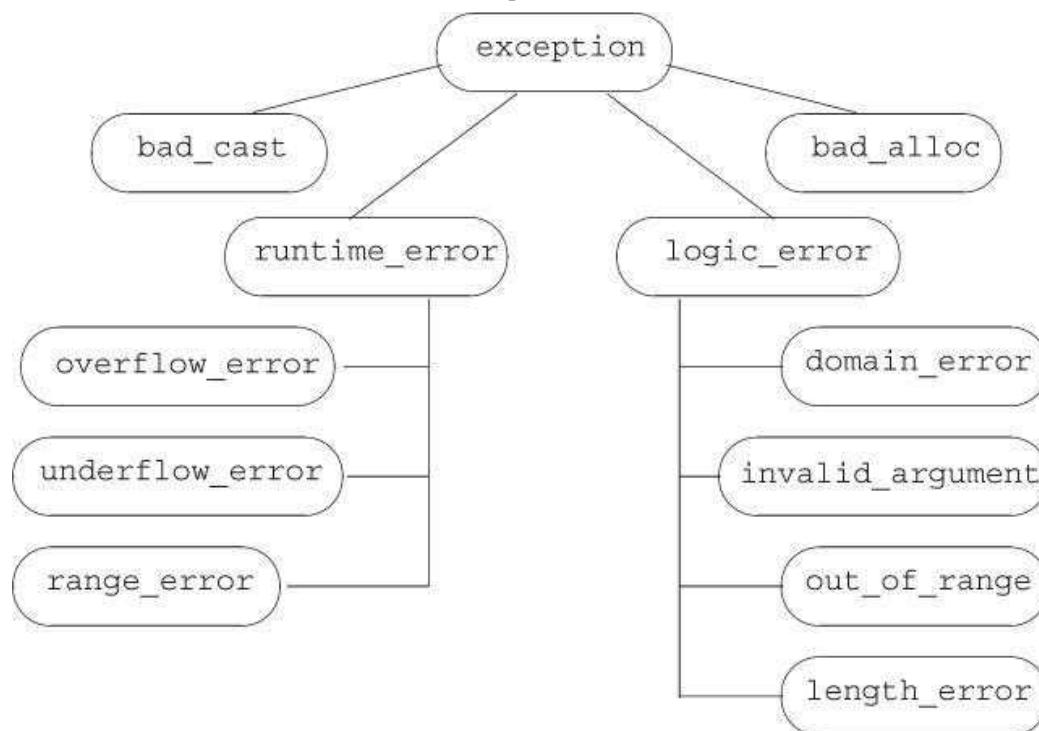 exception
bad_cast
bad_alloc
runtime_error
logic_error
overflow_error
domain_error
underflow_error
invalid_argument
range_error
out_of_range
length_error